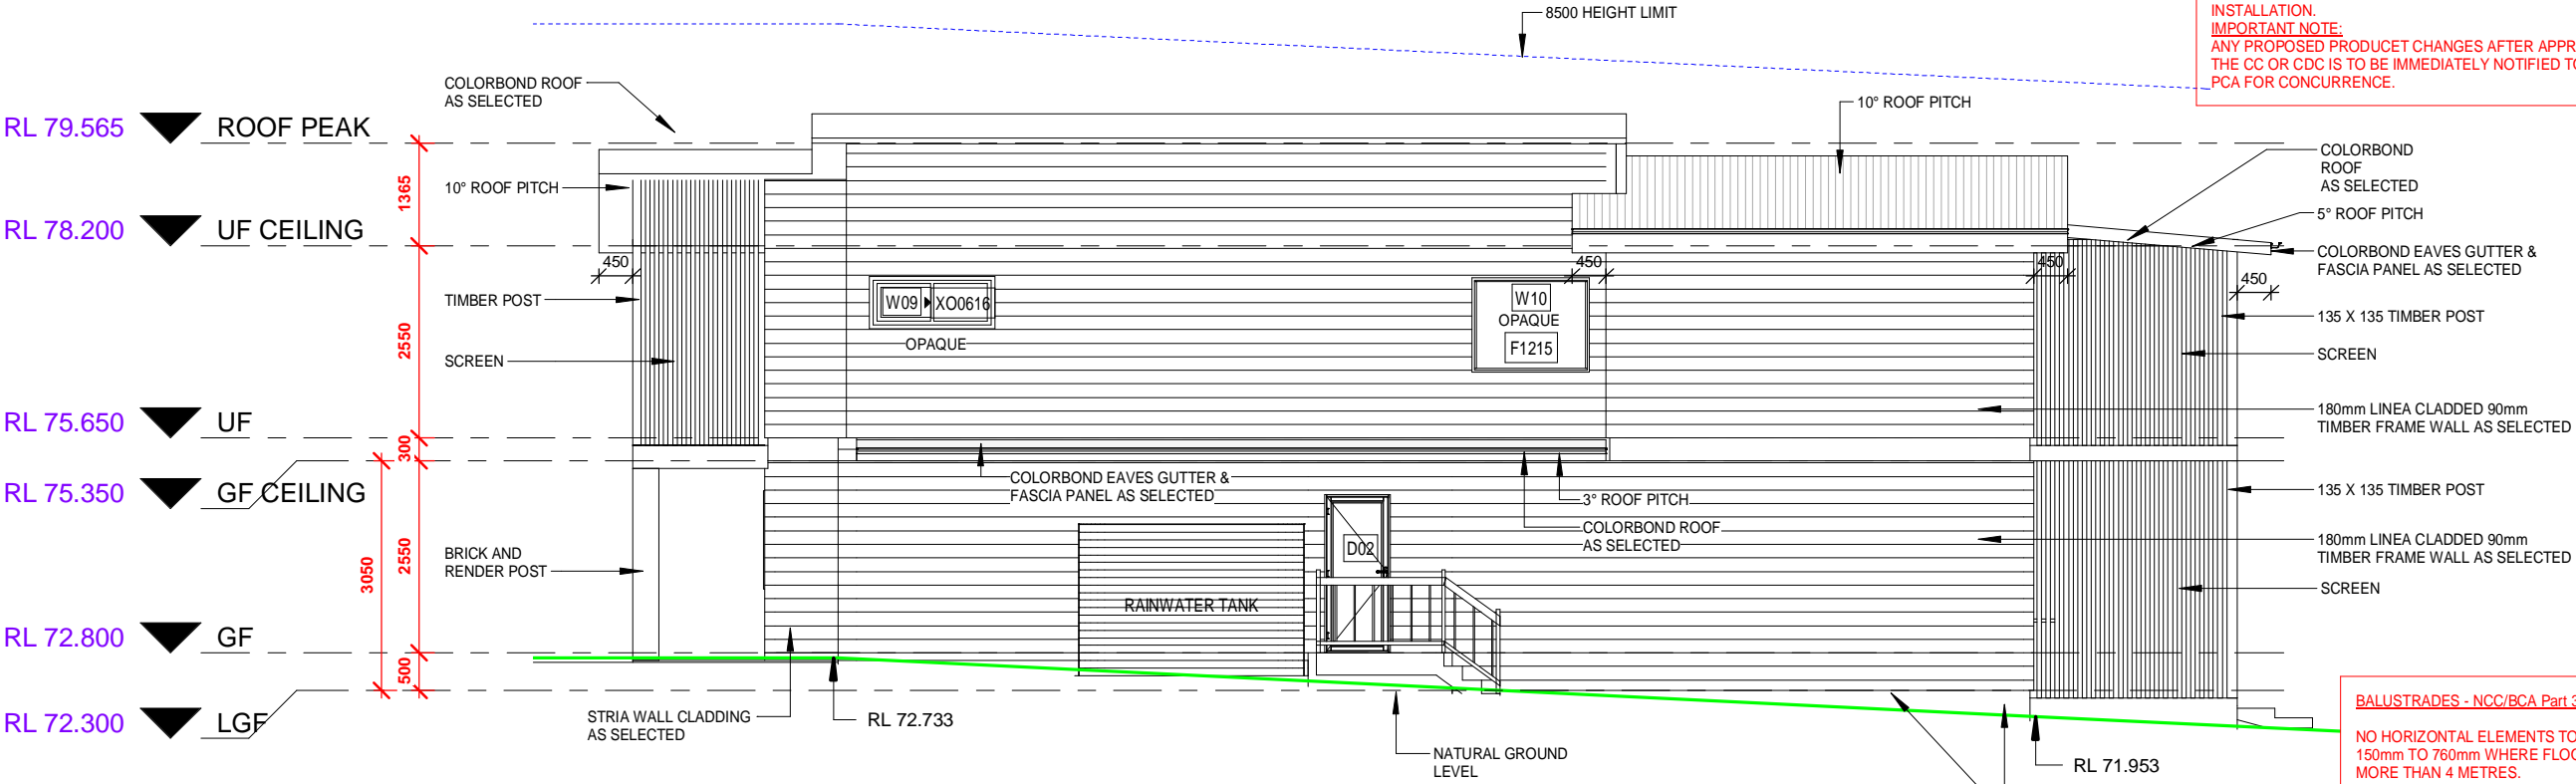 8500 HEIGHT LIMIT
INSTALLATION.
IMPORTANT NOTE:
ANY PROPOSED PRODUCET CHANGES AFTER APPR
THE CC OR CDC IS TO BE IMMEDIATELY NOTIFIED TO
PCA FOR CONCURRENCE.
COLORBOND ROOF
AS SELECTED
10° ROOF PITCH
RL 79.565 ROOF PEAK
COLORBOND
ROOF
AS SELECTED
10° ROOF PITCH
1365
5° ROOF PITCH
RL 78.200 UF CEILING
COLORBOND EAVES GUTTER &
FASCIA PANEL AS SELECTED
450
450
450
450
TIMBER POST
W09 XO0616
OPAQUE
W10
OPAQUE
F1215
135 X 135 TIMBER POST
2550
SCREEN
SCREEN
RL 75.650 UF
180mm LINEA CLADDED 90mm
TIMBER FRAME WALL AS SELECTED
300
COLORBOND EAVES GUTTER &
FASCIA PANEL AS SELECTED
3° ROOF PITCH
RL 75.350 GF CEILING
135 X 135 TIMBER POST
COLORBOND ROOF
AS SELECTED
180mm LINEA CLADDED 90mm
TIMBER FRAME WALL AS SELECTED
BRICK AND
RENDER POST
3050
2550
D02
SCREEN
RAINWATER TANK
RL 72.800 GF
500
RL 72.300 LGF
STRIA WALL CLADDING
AS SELECTED
RL 72.733
NATURAL GROUND
LEVEL
RL 71.953
BALUSTRADES - NCC/BCA Part 3
NO HORIZONTAL ELEMENTS TO
150mm TO 760mm WHERE FLOO
MORE THAN 4 METRES.